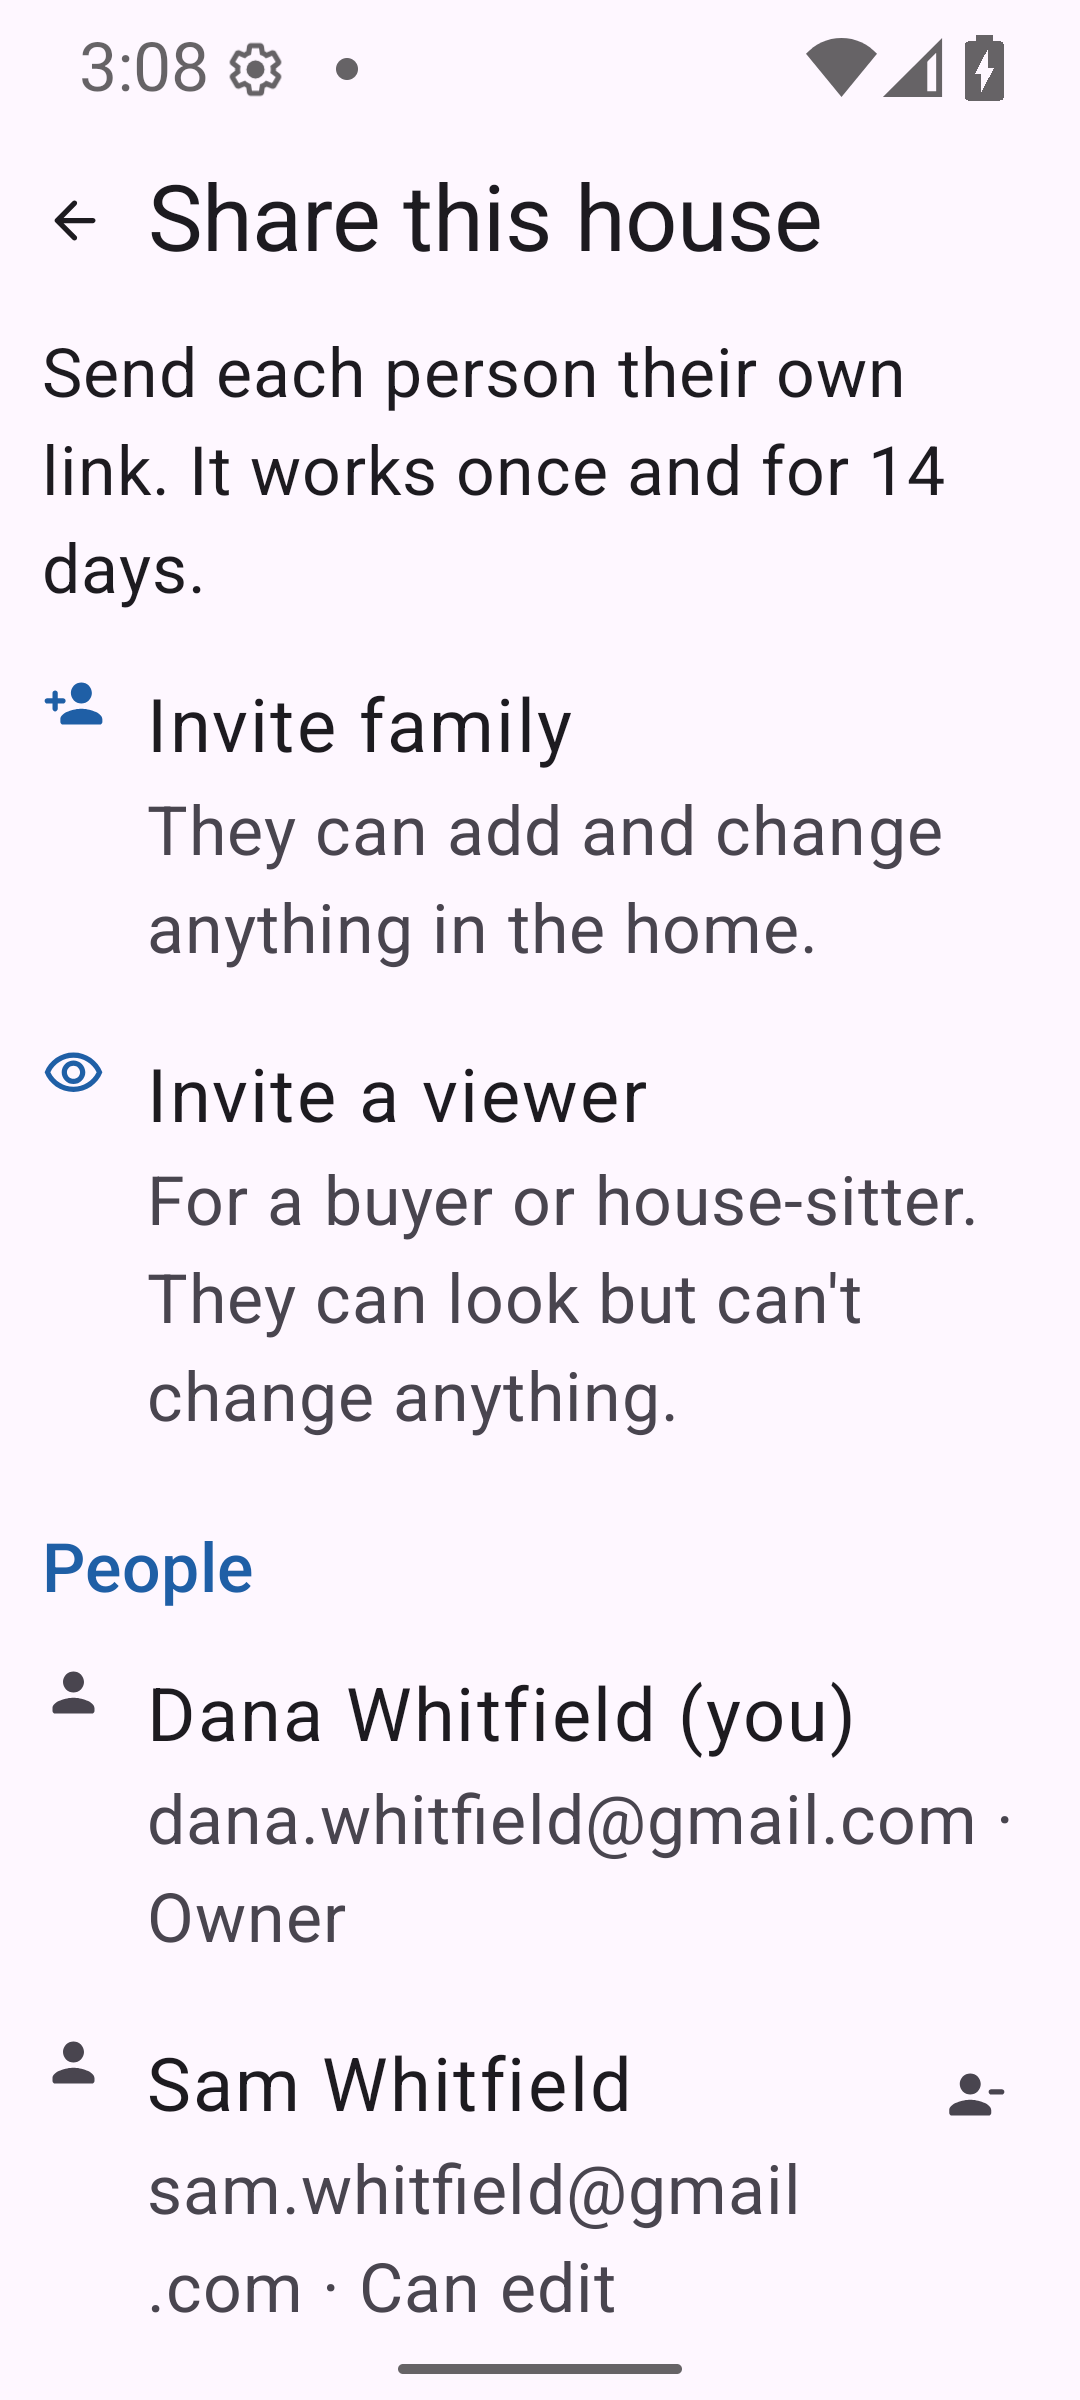 3:08
Share this house
Send each person their own
link. It works once and for 14
days.
Invite family
They can add and change
anything in the home.
Invite a viewer
For a buyer or house-sitter.
They can look but can't
change anything.
People
Dana Whitfield (you)
dana.whitfield@gmail.com ·
Owner
Sam Whitfield
sam.whitfield@gmail
.com · Can edit